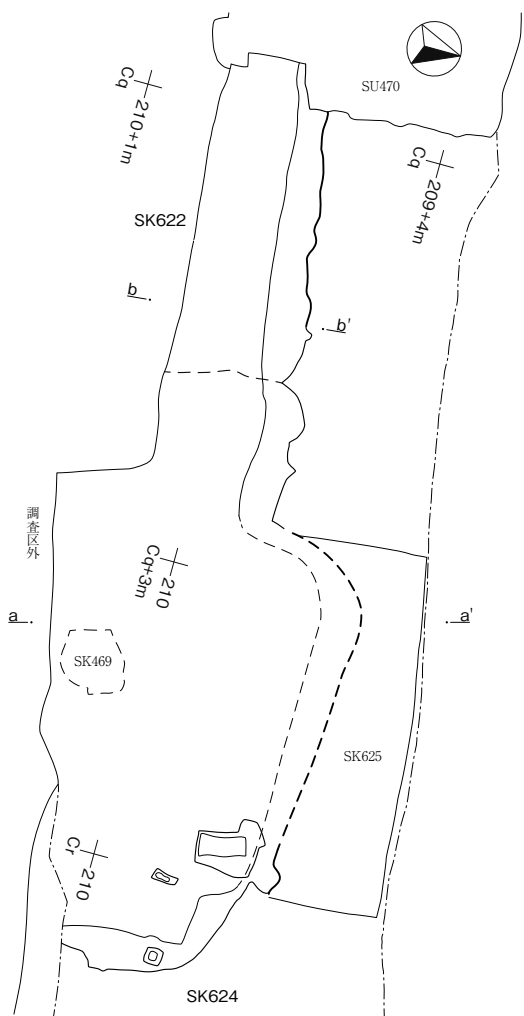 SU470
Cq
210+1m
Cq
209+4m
SK622
b
b'
調査区外
Cq+3m
210
a
a'
SK469
SK625
Cr
210
SK624